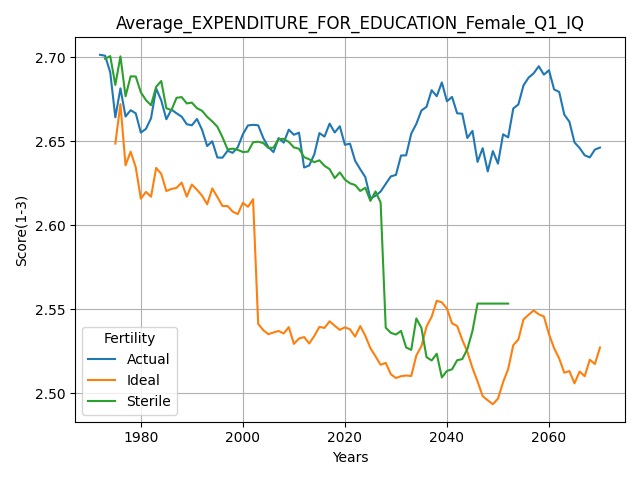 Average_EXPENDITURE_FOR_EDUCATION_Female_Q1_IQ
2.70
2.65
2.60
2.55
2.50
Score(1-3)
Fertility
Actual
Ideal
Sterile
1980 2000 2020 2040 2060
Years